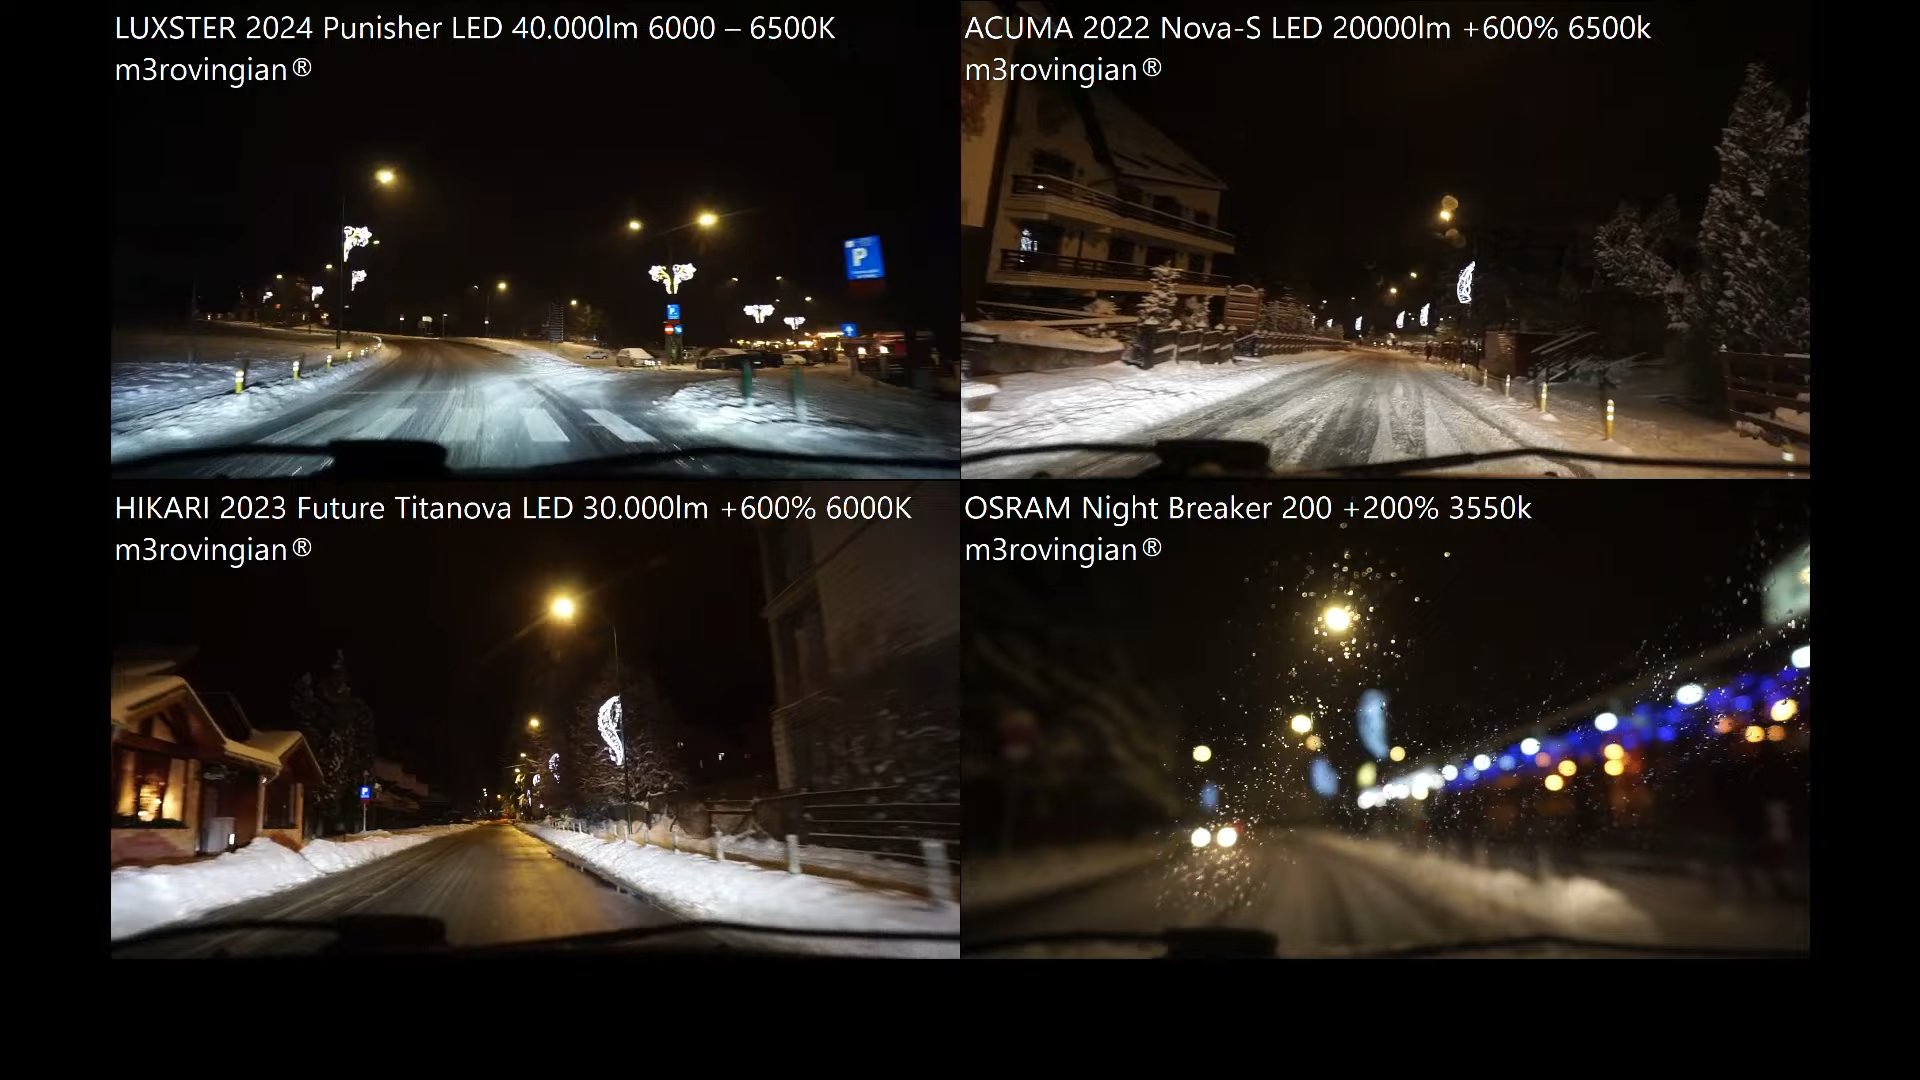 LUXSTER 2024 Punisher LED 40.000lm 6000 – 6500K
m3rovingian®
ACUMA 2022 Nova-S LED 20000lm +600% 6500k
m3rovingian®
P
P
HIKARI 2023 Future Titanova LED 30.000lm +600% 6000K
m3rovingian®
OSRAM Night Breaker 200 +200% 3550k
m3rovingian®
P